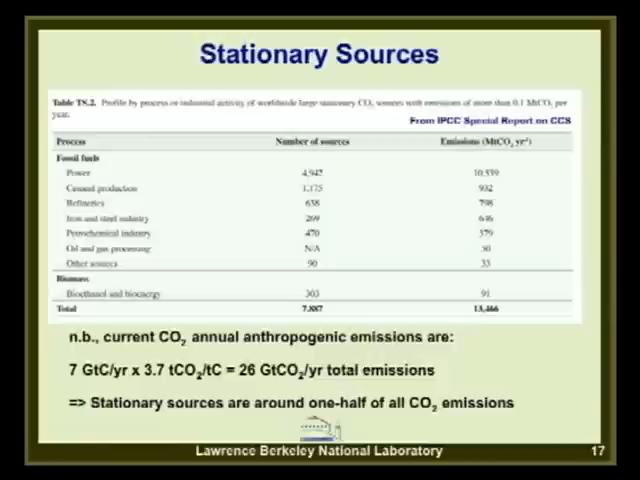 Stationary Sources
Table TS.2. Profile by process or industrial activity of worldwide large stationary CO2 sources with emissions of more than 0.1 MtCO2 per
year.
From IPCC Special Report on CCS
Process Number of sources Emissions (MtCO2 yr-1)
Fossil fuels
Power 4,942 10,539
Cement production 1,175 932
Refineries 638 798
Iron and steel industry 269 646
Petrochemical industry 470 379
Oil and gas processing N/A 50
Other sources 90 33
Biomass
Bioethanol and bioenergy 303 91
Total 7,887 13,466
n.b., current CO2 annual anthropogenic emissions are:
7 GtC/yr x 3.7 tCO2/tC = 26 GtCO2/yr total emissions
=> Stationary sources are around one-half of all CO2 emissions
Lawrence Berkeley National Laboratory 17